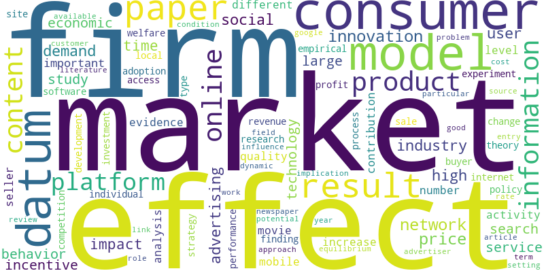 site
available
economic
customer
paper
welfare
different
google
consumer
condition
social
user
level
cost
time
local
innovation
empirical
problem
large
demand
important
literature
study
software
adoption
access
firm
model
experiment
particular
profit
type
product
content
datum
development
investment
evidence
online
market
revenue
field
research
influence
dynamic
quality
technology
process
contribution
industry
sale
good
buyer
change
source
entry
theory
information
internet
policy
rate
seller
platform
individual
competition
review
link
behavior
role
impact
incentive
analysis
strategy
performance
advertising
effect
work
newspaper
potential
year
finding
movie
approach
equilibrium
mobile
implication
result
number
high
network
increase
price
advertiser
activity
search
article
service
term
setting